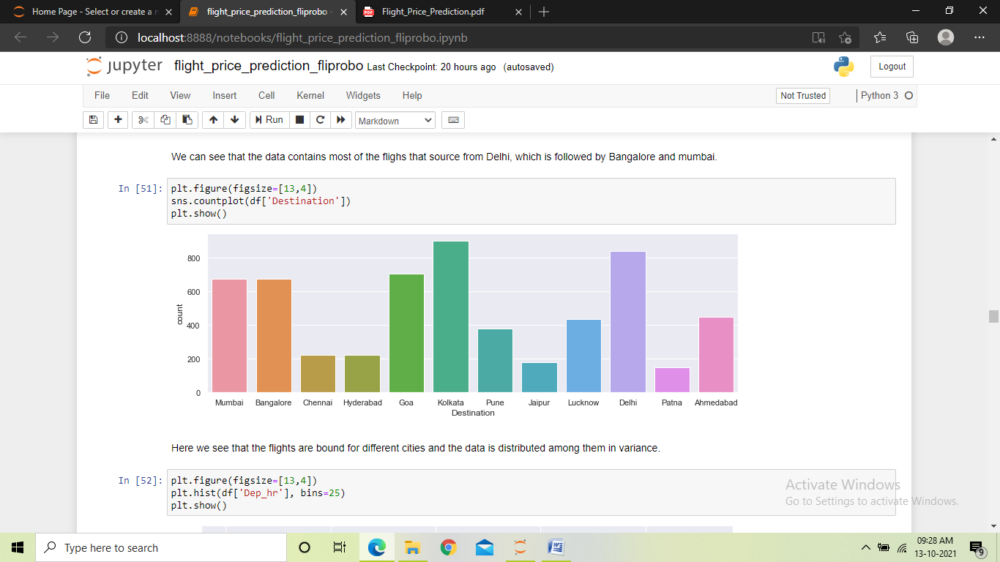 Home Page - Select or create a n
flight_price_prediction_fliprobo -
Flight_Price_Prediction.pdf
localhost:8888/notebooks/flight_price_prediction_fliprobo.ipynb
jupyter flight_price_prediction_fliprobo Last Checkpoint: 20 hours ago (autosaved)
Logout
File Edit View Insert Cell Kernel Widgets Help
Not Trusted
Python 3
Run
Markdown
We can see that the data contains most of the flighs that source from Delhi, which is followed by Bangalore and mumbai.
In [51]: plt.figure(figsize=[13,4])
sns.countplot(df['Destination'])
plt.show()
800
600
400
200
0
count
Mumbai Bangalore Chennai Hyderabad Goa Kolkata Pune Jaipur Lucknow Delhi Patna Ahmedabad
Destination
Here we see that the flights are bound for different cities and the data is distributed among them in variance.
In [52]: plt.figure(figsize=[13,4])
plt.hist(df['Dep_hr'], bins=25)
plt.show()
Activate Windows
Go to Settings to activate Windows.
Type here to search
09:28 AM
13-10-2021
9